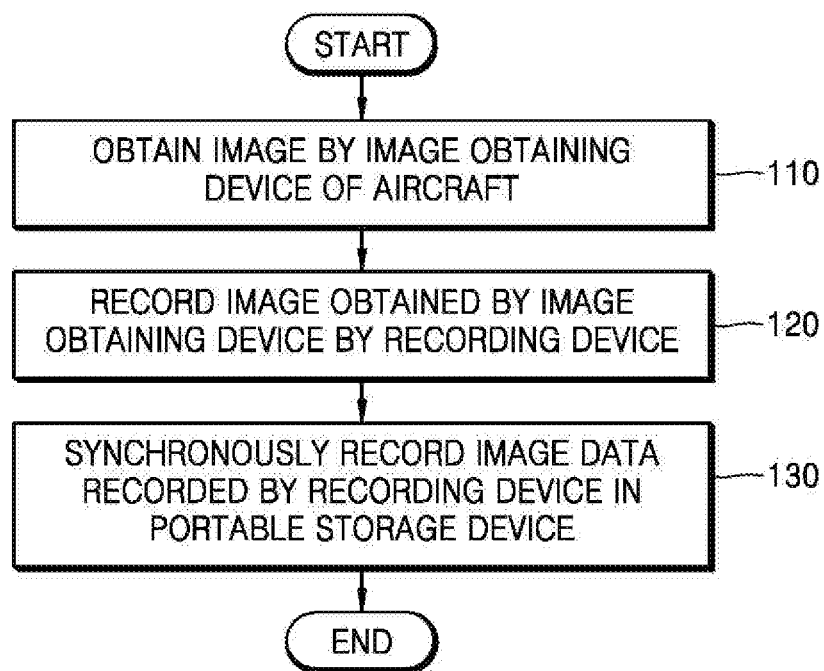 START
OBTAIN IMAGE BY IMAGE OBTAINING
DEVICE OF AIRCRAFT
110
RECORD IMAGE OBTAINED BY IMAGE
OBTAINING DEVICE BY RECORDING DEVICE
120
SYNCHRONOUSLY RECORD IMAGE DATA
RECORDED BY RECORDING DEVICE IN
PORTABLE STORAGE DEVICE
130
END